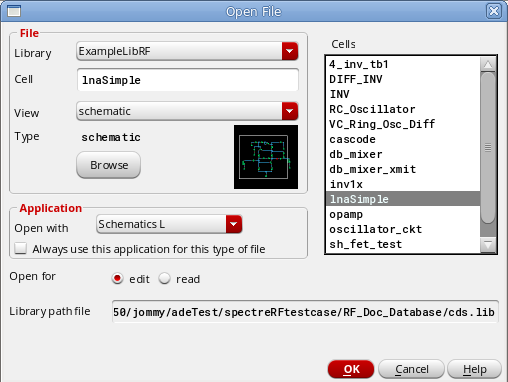 Open File
File
Library ExampleLibRF
Cell lnaSimple
View schematic
Type schematic
Browse
Application
Open with Schematics L
Always use this application for this type of file
Open for edit read
Library path file 50/jommy/adeTest/spectreRFtestcase/RF_Doc_Database/cds.lib
Cells
4_inv_tb1
DIFF_INV
INV
RC_Oscillator
VC_Ring_Osc_Diff
cascode
db_mixer
db_mixer_xmit
inv1x
lnaSimple
opamp
oscillator_ckt
sh_fet_test
OK Cancel Help